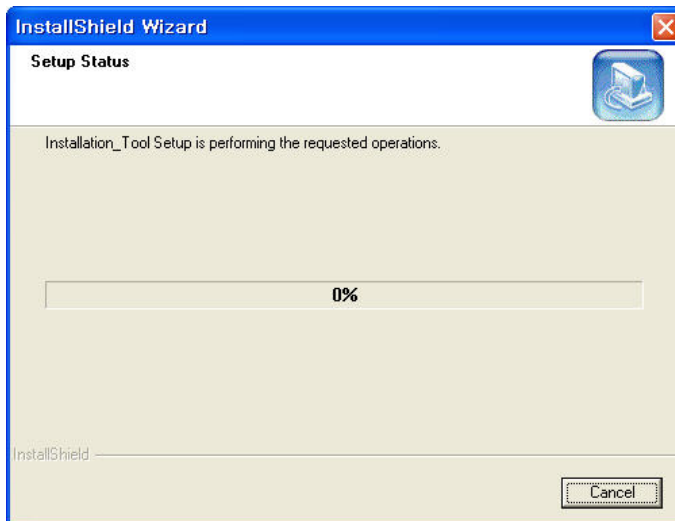 InstallShield Wizard
Setup Status
Installation_Tool Setup is performing the requested operations.
0%
InstallShield
Cancel